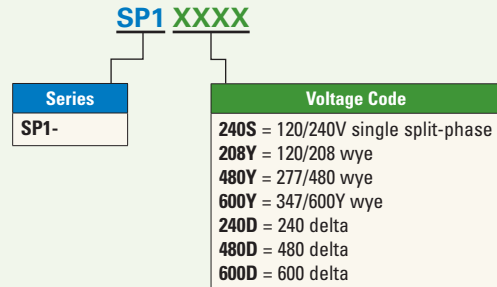 SP1 XXXX
Series
SP1-
Voltage Code
240S = 120/240V single split-phase
208Y = 120/208 wye
480Y = 277/480 wye
600Y = 347/600Y wye
240D = 240 delta
480D = 480 delta
600D = 600 delta